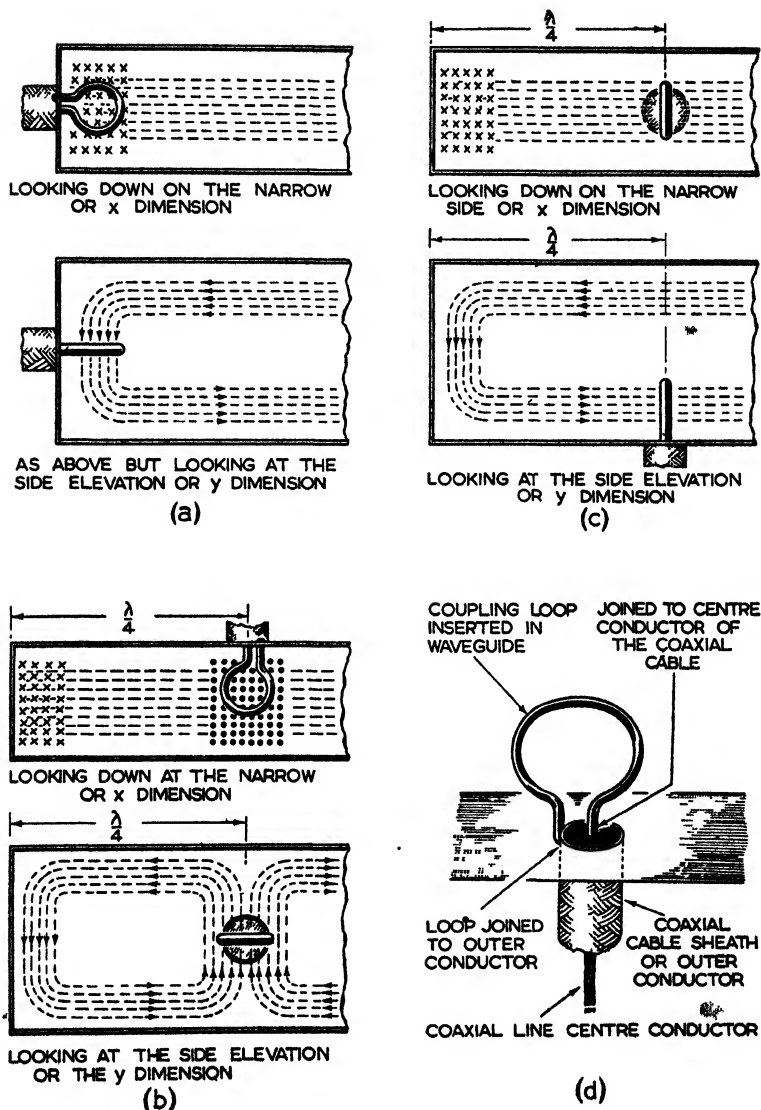 LOOKING DOWN ON THE NARROW
OR x DIMENSION
AS ABOVE BUT LOOKING AT THE
SIDE ELEVATION OR y DIMENSION
(a)
λ
4
LOOKING DOWN ON THE NARROW
SIDE OR x DIMENSION
λ
4
LOOKING AT THE SIDE ELEVATION
OR y DIMENSION
(c)
λ
4
LOOKING DOWN AT THE NARROW
OR x DIMENSION
λ
4
LOOKING AT THE SIDE ELEVATION
OR THE y DIMENSION
(b)
COUPLING LOOP
INSERTED IN
WAVEGUIDE
JOINED TO CENTRE
CONDUCTOR OF
THE COAXIAL
CABLE
LOOP JOINED
TO OUTER
CONDUCTOR
COAXIAL
CABLE SHEATH
OR OUTER
CONDUCTOR
COAXIAL LINE CENTRE CONDUCTOR
(d)